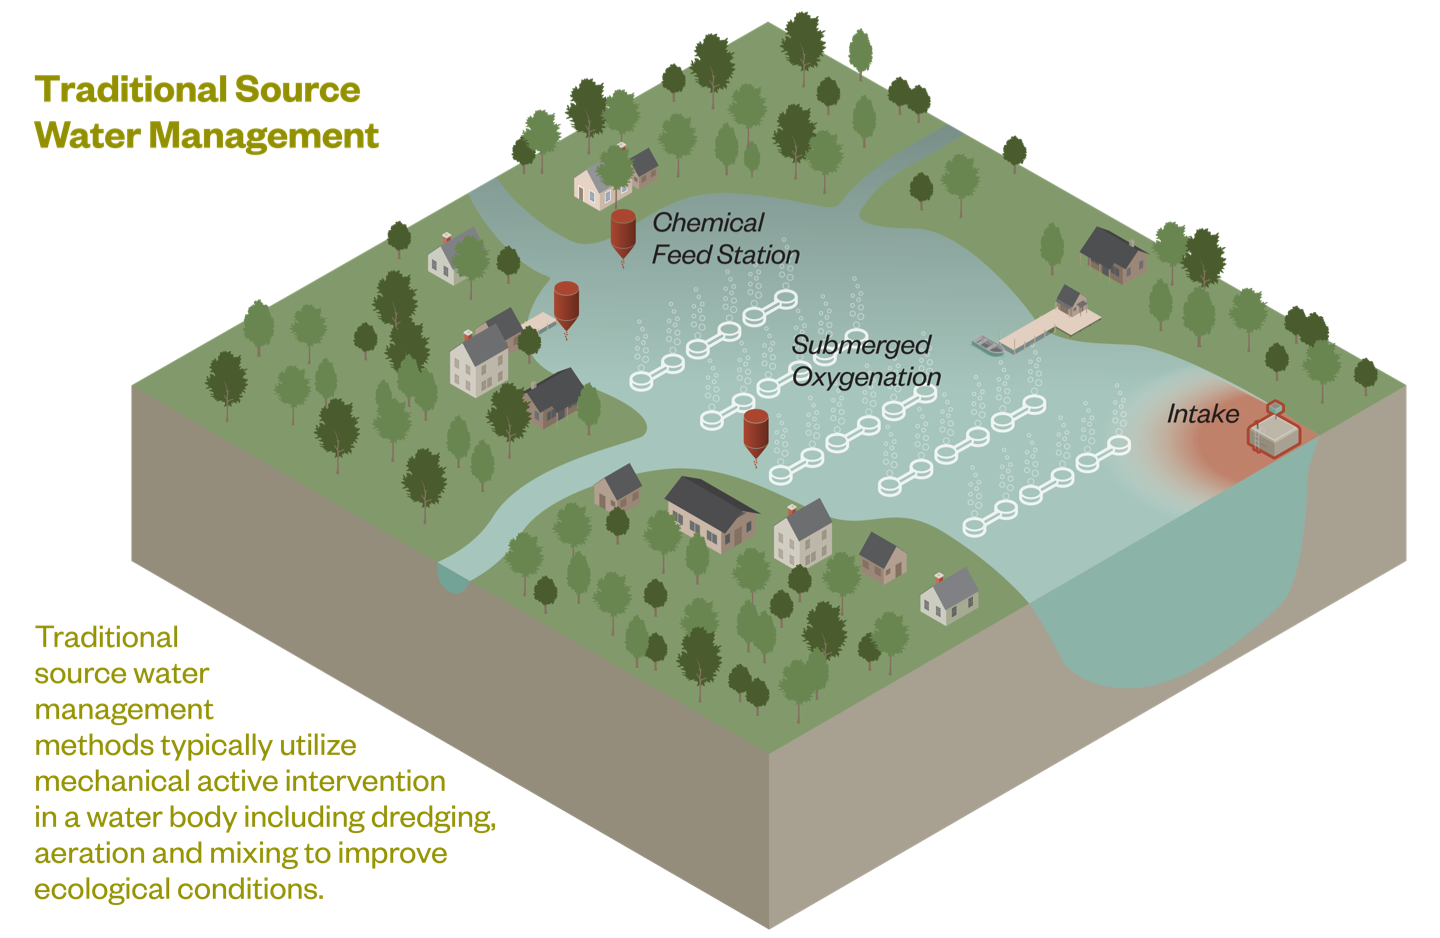 Traditional Source
Water Management
Chemical
Feed Station
Submerged
Oxygenation
Intake
Traditional
source water
management
methods typically utilize
mechanical active intervention
in a water body including dredging,
aeration and mixing to improve
ecological conditions.